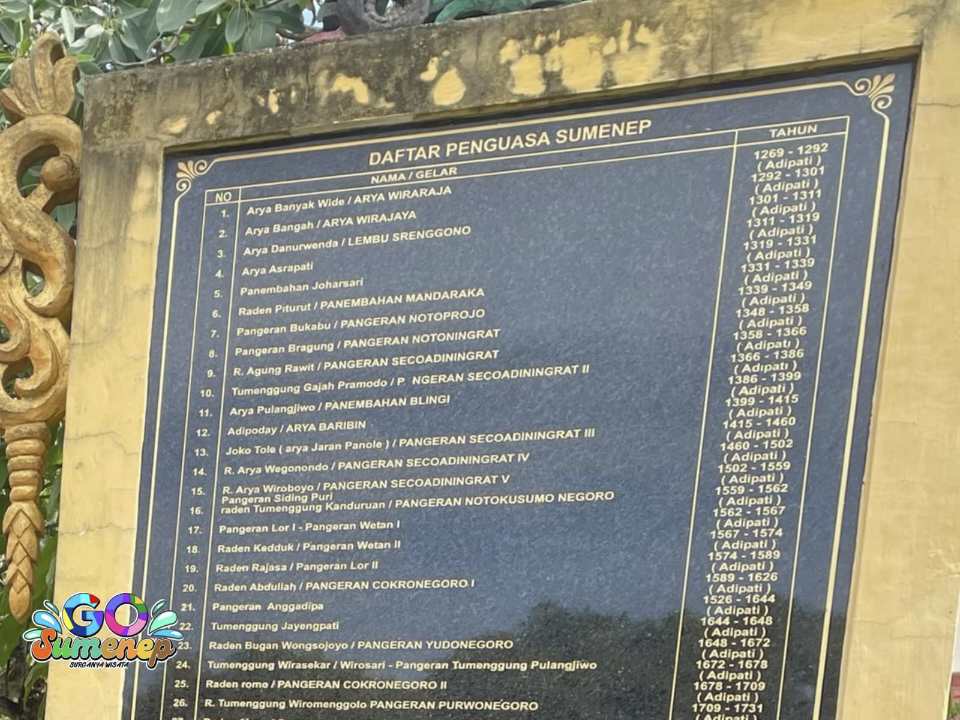 DAFTAR PENGUASA SUMENEP
NO NAMA / GELAR TAHUN
1. Arya Banyak Wide / ARYA WIRARAJA 1269 - 1292
( Adipati )
2. Arya Bangah / ARYA WIRAJAYA 1292 - 1301
( Adipati )
3. Arya Danurwenda / LEMBU SRENGGONO 1301 - 1311
( Adipati )
4. Arya Asrapati 1311 - 1319
( Adipati )
5. Panembahan Joharsari 1319 - 1331
( Adipati )
6. Raden Piturut / PANEMBAHAN MANDARAKA 1331 - 1339
( Adipati )
7. Pangeran Bukabu / PANGERAN NOTOPROJO 1339 - 1349
( Adipati )
8. Pangeran Bragung / PANGERAN NOTONINGRAT 1348 - 1358
( Adipati )
9. R. Agung Rawit / PANGERAN SECOADININGRAT 1358 - 1366
( Adipati )
10. Tumenggung Gajah Pramodo / P NGERAN SECOADININGRAT II 1366 - 1386
( Adipati )
11. Arya Pulangjiwo / PANEMBAHAN BLINGI 1386 - 1399
( Adipati )
12. Adipoday / ARYA BARIBIN 1399 - 1415
( Adipati )
13. Joko Tole ( arya Jaran Panole ) / PANGERAN SECOADININGRAT III 1415 - 1460
( Adipati )
14. R. Arya Wegonondo / PANGERAN SECOADININGRAT IV 1460 - 1502
( Adipati )
15. R. Arya Wiroboyo / PANGERAN SECOADININGRAT V 1502 - 1559
Pangeran Siding Puri ( Adipati )
16. raden Tumenggung Kanduruan / PANGERAN NOTOKUSUMO NEGORO 1559 - 1562
( Adipati )
17. Pangeran Lor I - Pangeran Wetan I 1562 - 1567
( Adipati )
18. Raden Kedduk / Pangeran Wetan II 1567 - 1574
( Adipati )
19. Raden Rajasa / Pangeran Lor II 1574 - 1589
( Adipati )
20. Raden Abdullah / PANGERAN COKRONEGORO I 1589 - 1626
( Adipati )
21. Pangeran Anggadipa 1526 - 1644
( Adipati )
22. Tumenggung Jayengpati 1644 - 1648
( Adipati )
23. Raden Bugan Wongsojoyo / PANGERAN YUDONEGORO 1648 - 1672
( Adipati )
24. Tumenggung Wirasekar / Wirosari - Pangeran Tumenggung Pulangjiwo 1672 - 1678
( Adipati )
25. Raden romo / PANGERAN COKRONEGORO II 1678 - 1709
( Adipati )
26. R. Tumenggung Wiromenggolo PANGERAN PURWONEGORO 1709 - 1731
( Adipati )
GO
Sumenep
SURGANYA WISATA